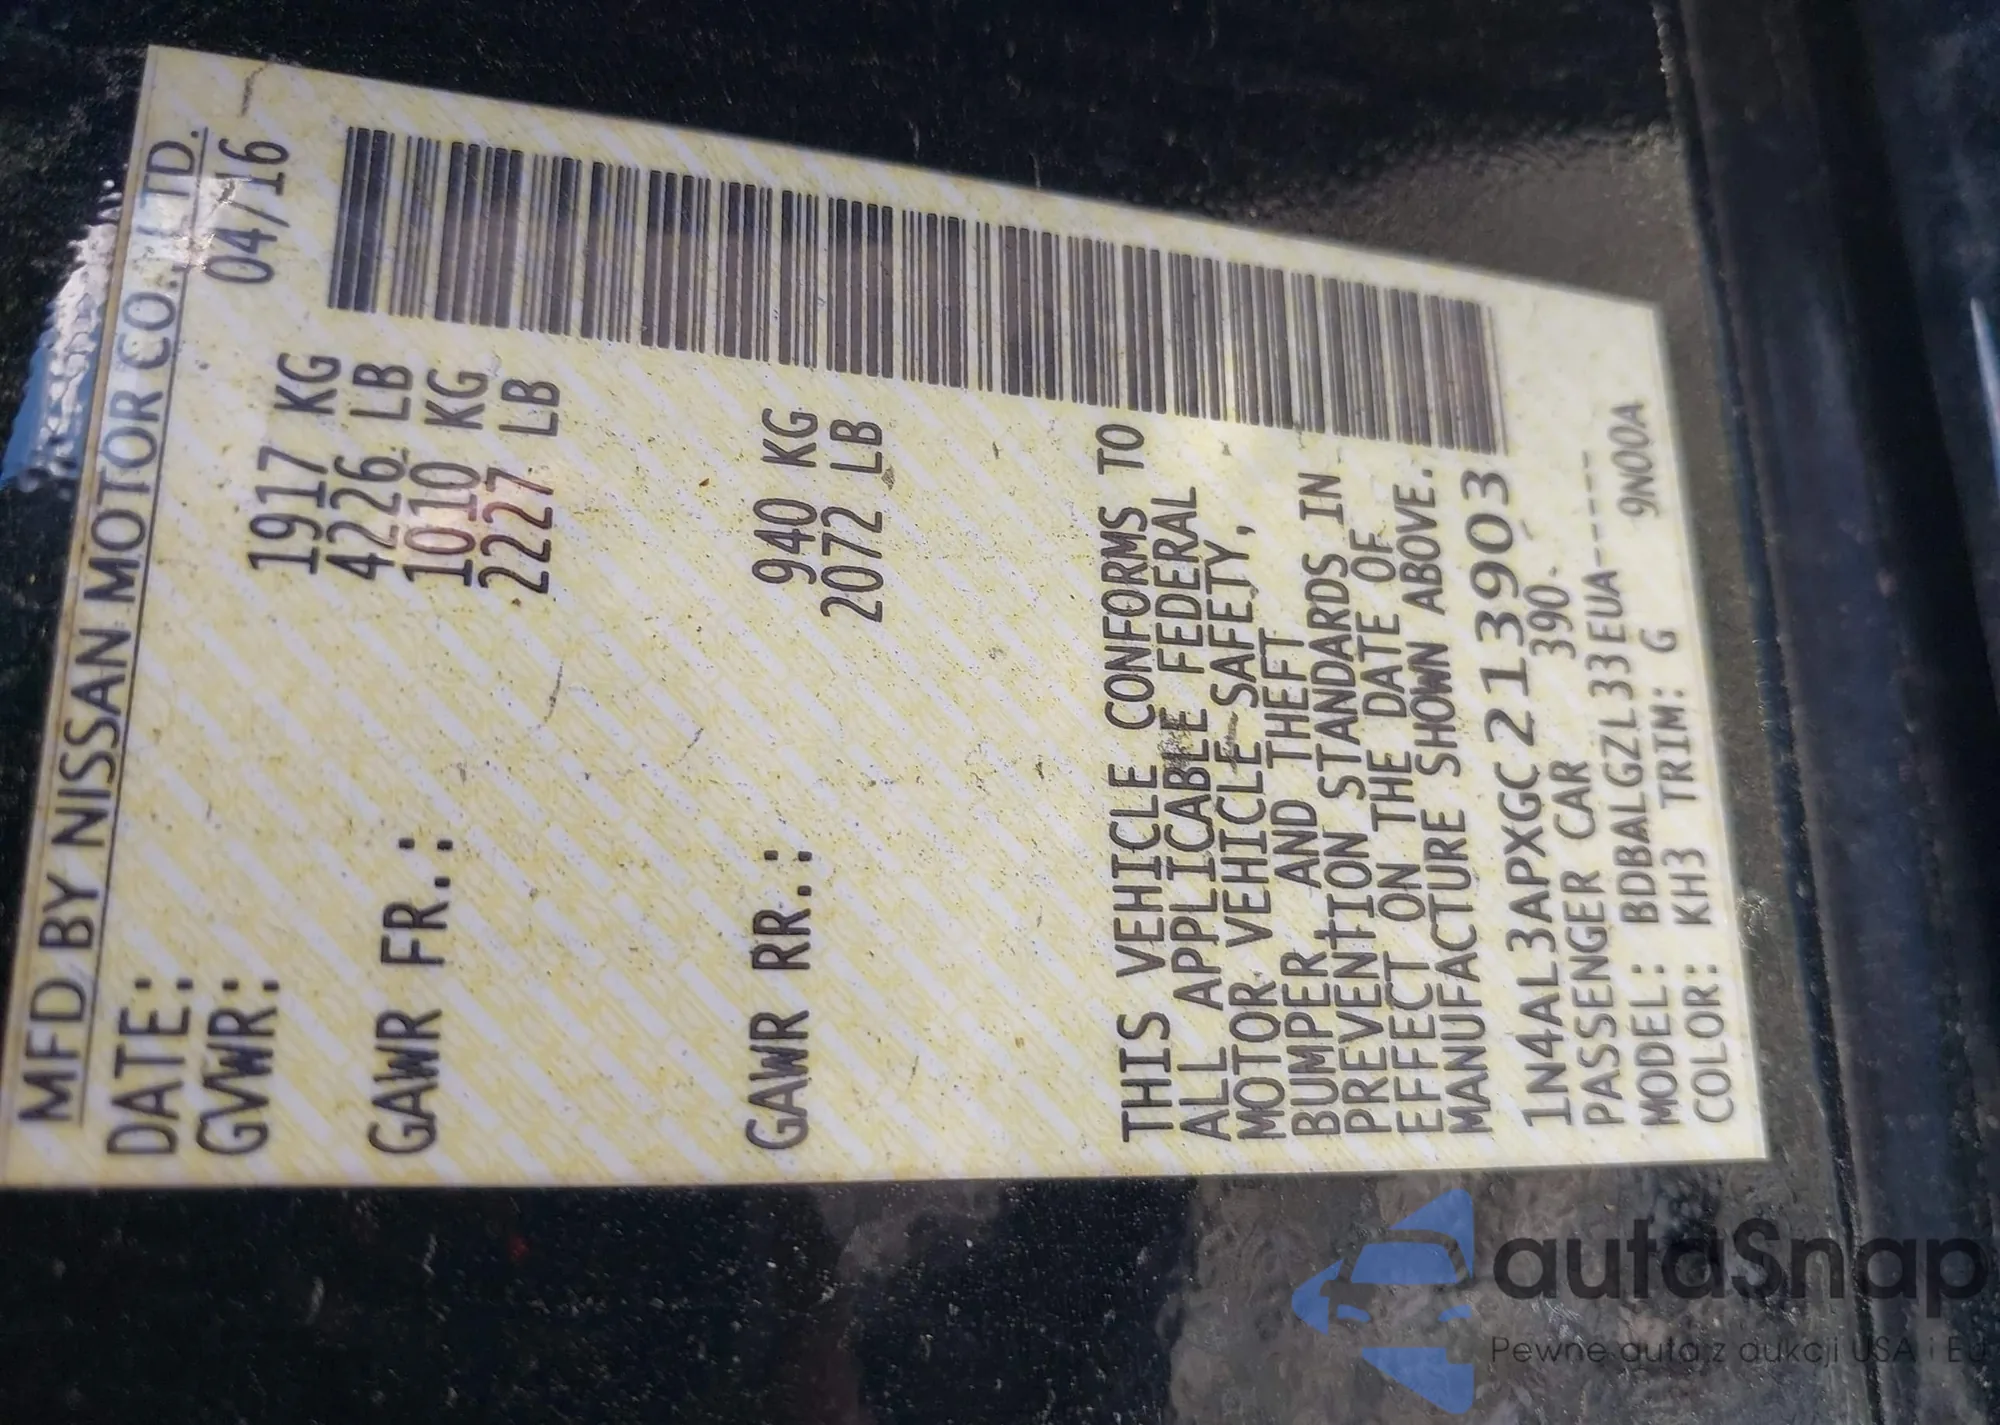 MFD BY NISSAN MOTOR CO.,LTD.
DATE: 04/16
GVWR: 1917 KG
4226 LB
GAWR FR.: 1010 KG
2227 LB
GAWR RR.: 940 KG
2072 LB
THIS VEHICLE CONFORMS TO
ALL APPLICABLE FEDERAL
MOTOR VEHICLE SAFETY,
BUMPER AND THEFT
PREVENTION STANDARDS IN
EFFECT ON THE DATE OF
MANUFACTURE SHOWN ABOVE.
1N4AL3APXGC213903
PASSENGER CAR 390
MODEL: BDBALGZL33EUA-----
COLOR: KH3 TRIM: G 9N00A
autaSnap
Pewne auta z aukcji USA i EU